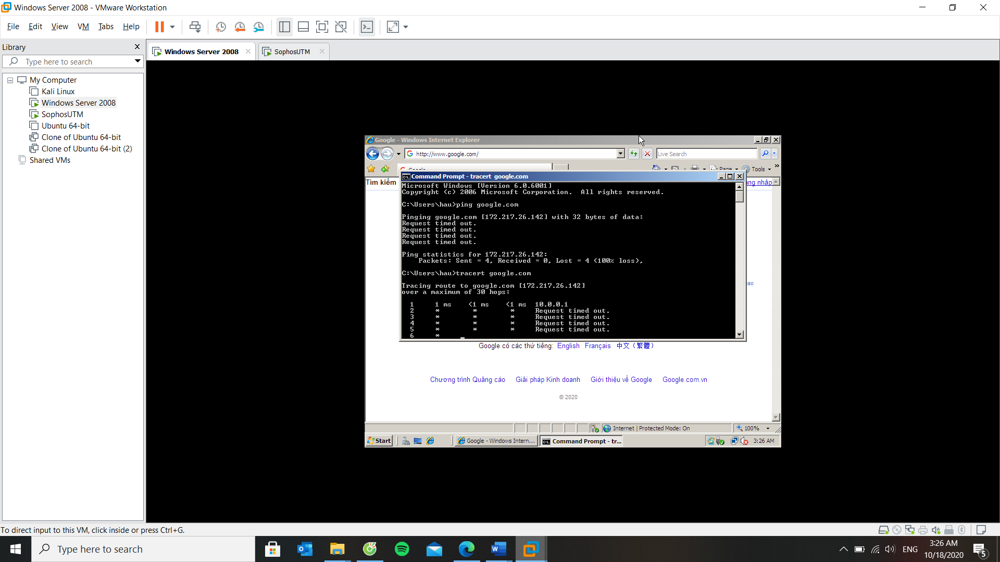 Windows Server 2008 - VMware Workstation
File Edit View VM Tabs Help
Library
Type here to search
My Computer
Kali Linux
Windows Server 2008
SophosUTM
Ubuntu 64-bit
Clone of Ubuntu 64-bit
Clone of Ubuntu 64-bit (2)
Shared VMs
Windows Server 2008
SophosUTM
Google - Windows Internet Explorer
http://www.google.com/
Live Search
Google
Page
Tools
Tìm kiếm
ng nhập
Command Prompt - tracert google.com
Microsoft Windows [Version 6.0.6001]
Copyright (c) 2006 Microsoft Corporation. All rights reserved.
C:\Users\hau>ping google.com
Pinging google.com [172.217.26.142] with 32 bytes of data:
Request timed out.
Request timed out.
Request timed out.
Request timed out.
Ping statistics for 172.217.26.142:
Packets: Sent = 4, Received = 0, Lost = 4 (100% loss),
C:\Users\hau>tracert google.com
Tracing route to google.com [172.217.26.142]
over a maximum of 30 hops:
1 1 ms <1 ms <1 ms 10.0.0.1
2 * * * Request timed out.
3 * * * Request timed out.
4 * * * Request timed out.
5 * * * Request timed out.
6 *
cao
Google có các thứ tiếng: English Français 中文（繁體）
Chương trình Quảng cáo Giải pháp Kinh doanh Giới thiệu về Google Google.com.vn
© 2020
Internet | Protected Mode: On
100%
Start
Google - Windows Intern...
Command Prompt - tr...
3:26 AM
To direct input to this VM, click inside or press Ctrl+G.
Type here to search
ENG
3:26 AM
10/18/2020
5